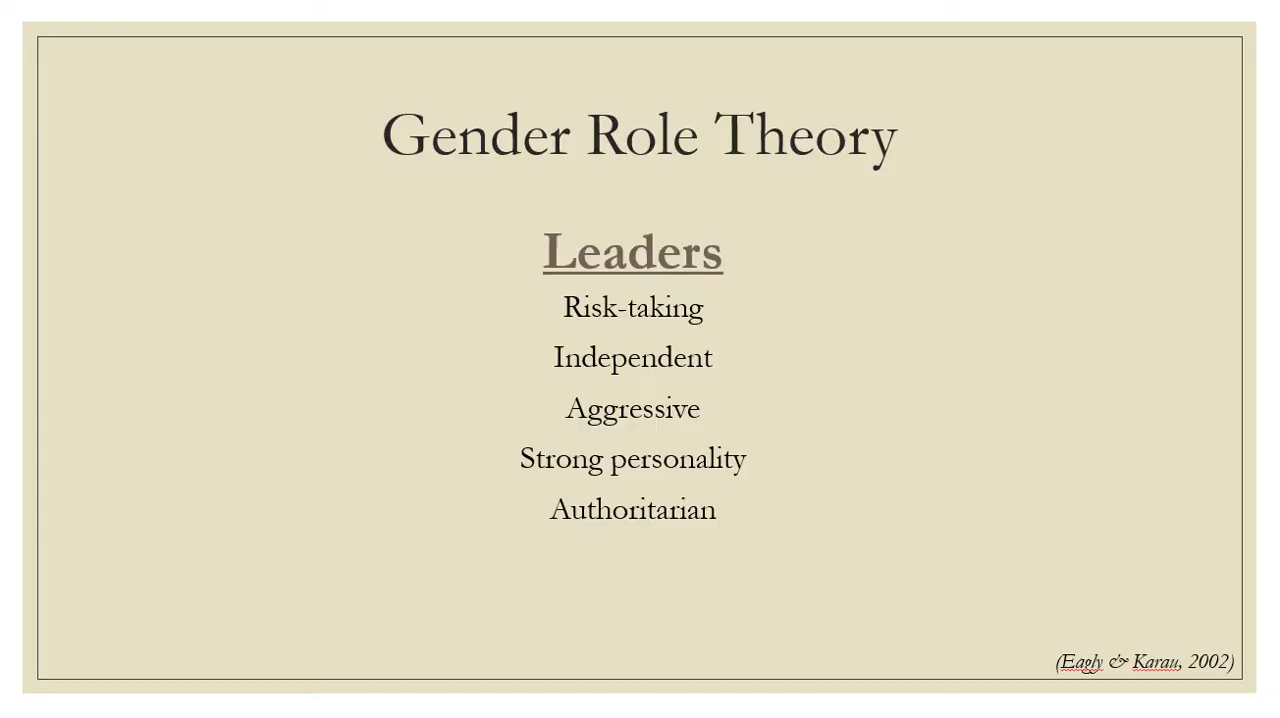 Gender Role Theory
Leaders
Risk-taking
Independent
Aggressive
Strong personality
Authoritarian
(Eagly & Karau, 2002)